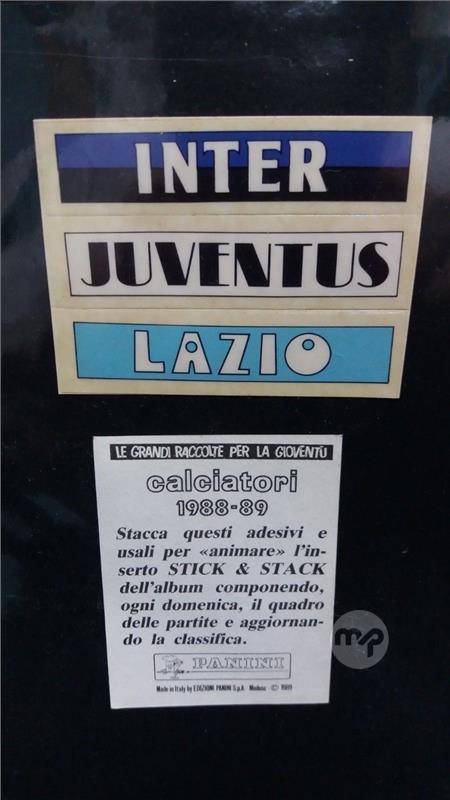 INTER
JUVENTUS
LAZIO
LE GRANDI RACCOLTE PER LA GIOVENTÙ
calciatori
1988-89
Stacca questi adesivi e
usali per «animare» l'in-
serto STICK & STACK
dell'album componendo,
ogni domenica, il quadro
delle partite e aggiornan-
do la classifica.
PANINI
Made in Italy by EDIZIONI PANINI S.p.A. Modena - © 1989
mp